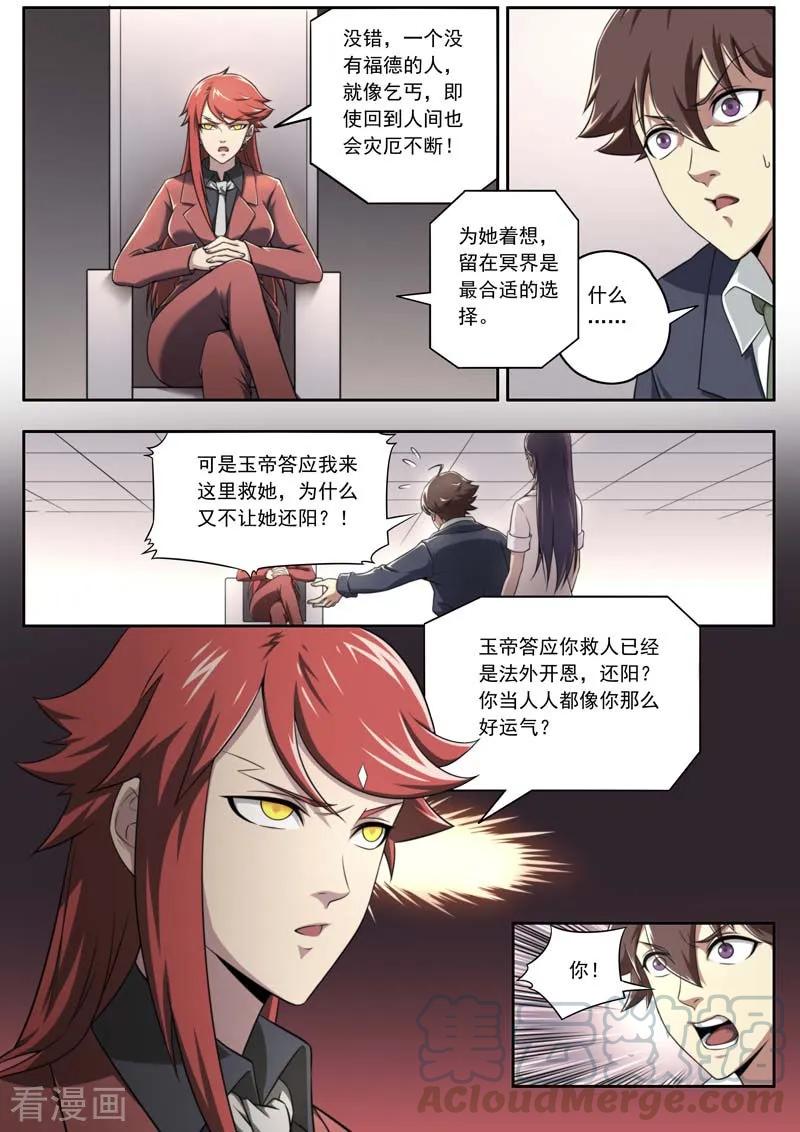 没错，一个没
有福德的人，
就像乞丐，即
使回到人间也
会灾厄不断！
为她着想，
留在冥界是
最合适的选
择。
什么
……
可是玉帝答应我来
这里救她，为什么
又不让她还阳？！
玉帝答应你救人已经
是法外开恩，还阳？
你当人人都像你那么
好运气？
你！
集云数据
AcloudMerge.com
看漫画